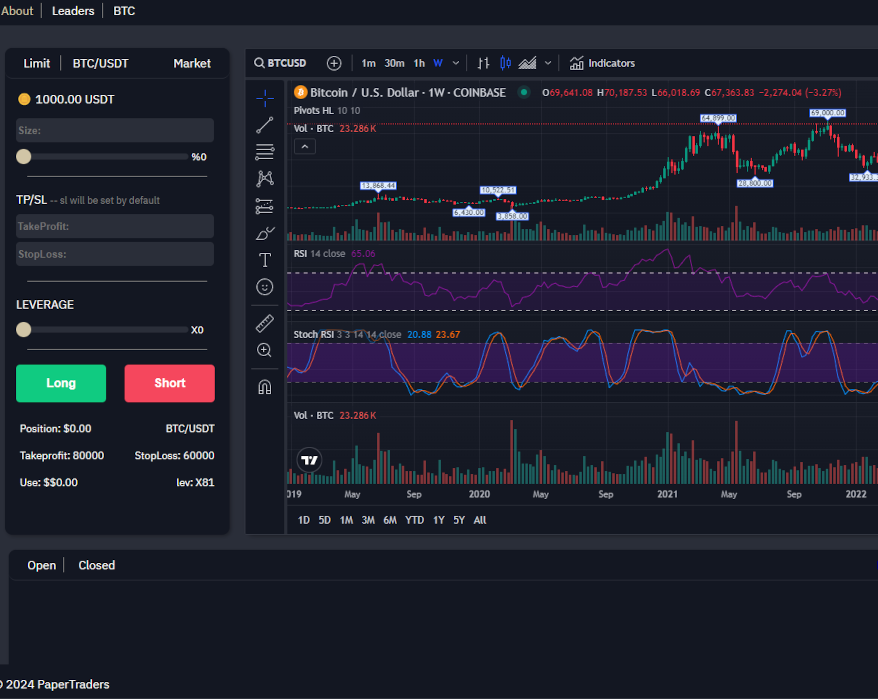 About Leaders BTC
Limit BTC/USDT Market
1000.00 USDT
Size:
%0
TP/SL -- sl will be set by default
TakeProfit:
StopLoss:
LEVERAGE
X0
Long Short
Position: $0.00 BTC/USDT
Takeprofit: 80000 StopLoss: 60000
Use: $$0.00 lev: X81
BTCUSD 1m 30m 1h W Indicators
Bitcoin / U.S. Dollar · 1W · COINBASE O69,641.08 H70,187.53 L66,018.69 C67,363.83 −2,274.04 (−3.27%)
Pivots HL 10 10
Vol · BTC 23.286K
64,899.00 69,000.00
28,800.00 32,933.3
13,868.44 10,522.51
6,430.00 3,858.00
RSI 14 close 65.06
Stoch RSI 3 3 14 14 close 20.88 23.67
Vol · BTC 23.286K
019 May Sep 2020 May Sep 2021 May Sep 2022
1D 5D 1M 3M 6M YTD 1Y 5Y All
Open Closed
© 2024 PaperTraders